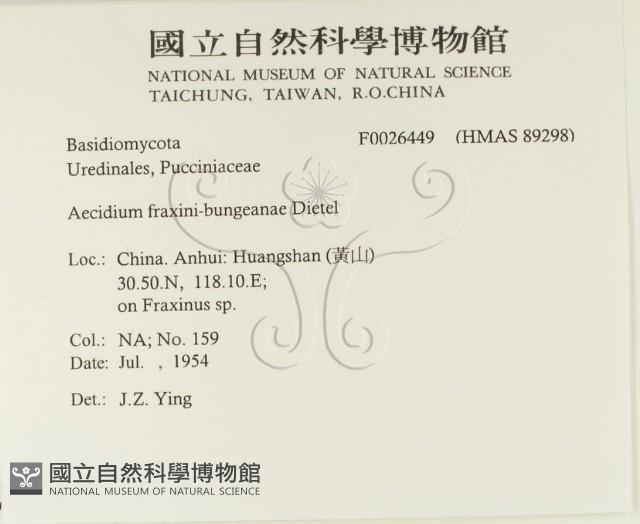 國立自然科學博物館
NATIONAL MUSEUM OF NATURAL SCIENCE
TAICHUNG, TAIWAN, R.O.CHINA
Basidiomycota F0026449 (HMAS 89298)
Uredinales, Pucciniaceae
Aecidium fraxini-bungeanae Dietel
Loc.: China. Anhui: Huangshan (黃山)
30.50.N, 118.10.E;
on Fraxinus sp.
Col.: NA; No. 159
Date: Jul. , 1954
Det.: J.Z. Ying
國立自然科學博物館
NATIONAL MUSEUM OF NATURAL SCIENCE